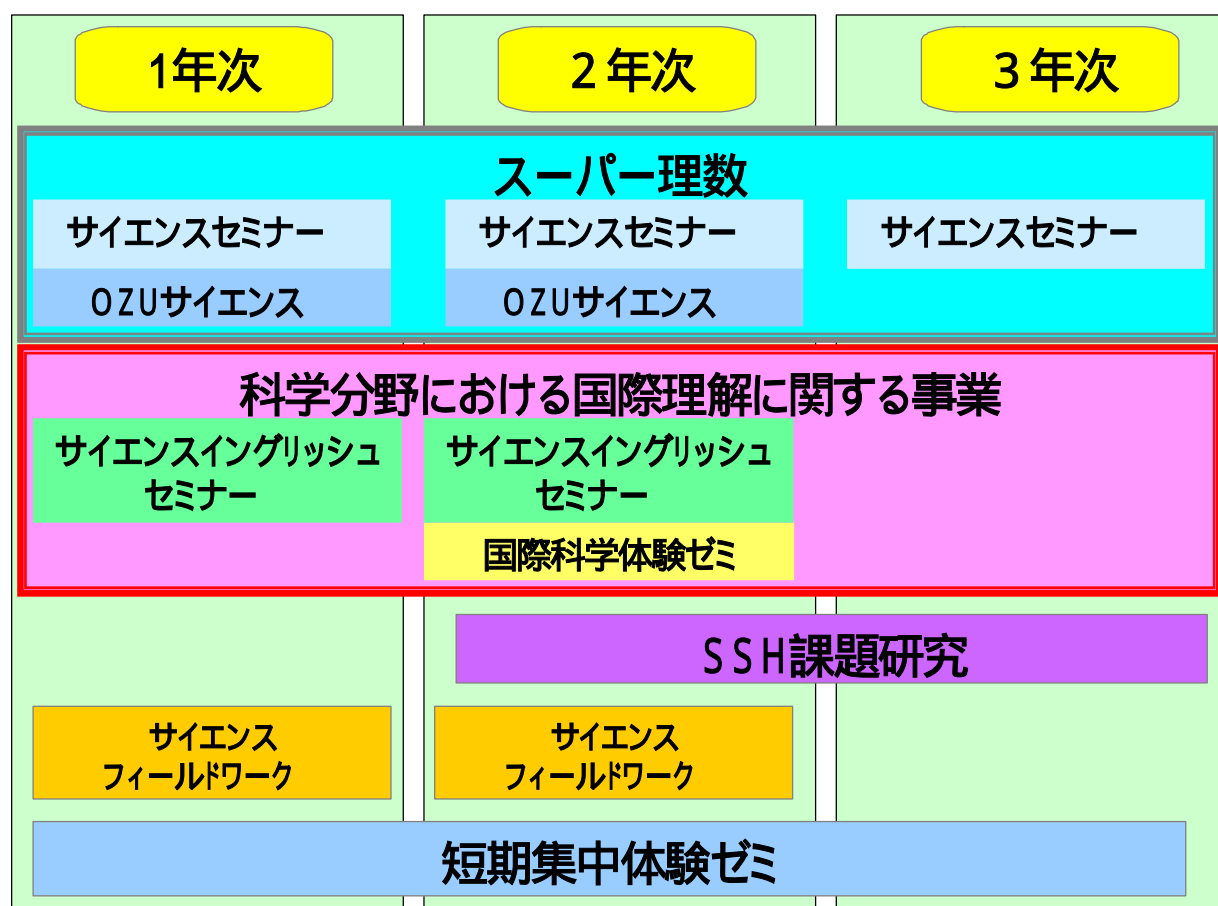 1年次
2年次
3年次
スーパー理数
サイエンスセミナー
サイエンスセミナー
サイエンスセミナー
OZUサイエンス
OZUサイエンス
科学分野における国際理解に関する事業
サイエンスイングリッシュ
セミナー
サイエンスイングリッシュ
セミナー
国際科学体験ゼミ
SSH課題研究
サイエンス
フィールドワーク
サイエンス
フィールドワーク
短期集中体験ゼミ